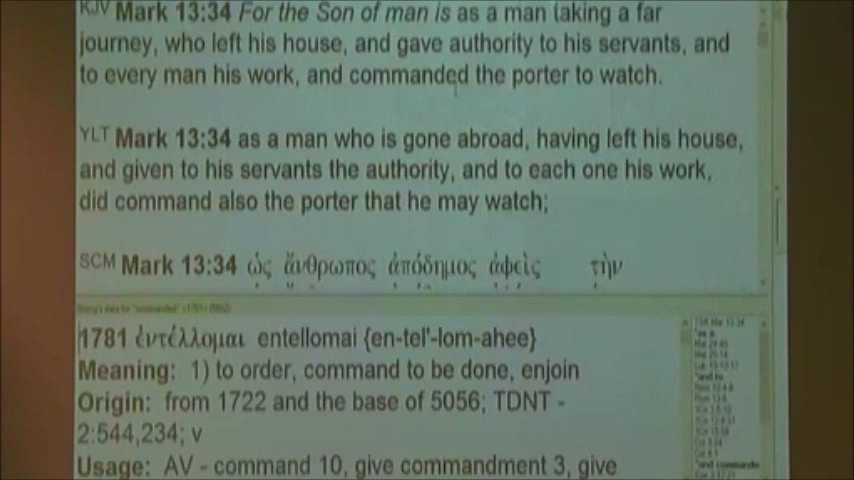 KJV Mark 13:34 For the Son of man is as a man taking a far
journey, who left his house, and gave authority to his servants, and
to every man his work, and commanded the porter to watch.
YLT Mark 13:34 as a man who is gone abroad, having left his house,
and given to his servants the authority, and to each one his work,
did command also the porter that he may watch;
SCM Mark 13:34 ὡς ἄνθρωπος ἀπόδημος ἀφεὶς τὴν
1781 ἐντέλλομαι entellomai {en-tel'-lom-ahee}
Meaning: 1) to order, command to be done, enjoin
Origin: from 1722 and the base of 5056; TDNT -
2:544,234; v
Usage: AV - command 10, give commandment 3, give